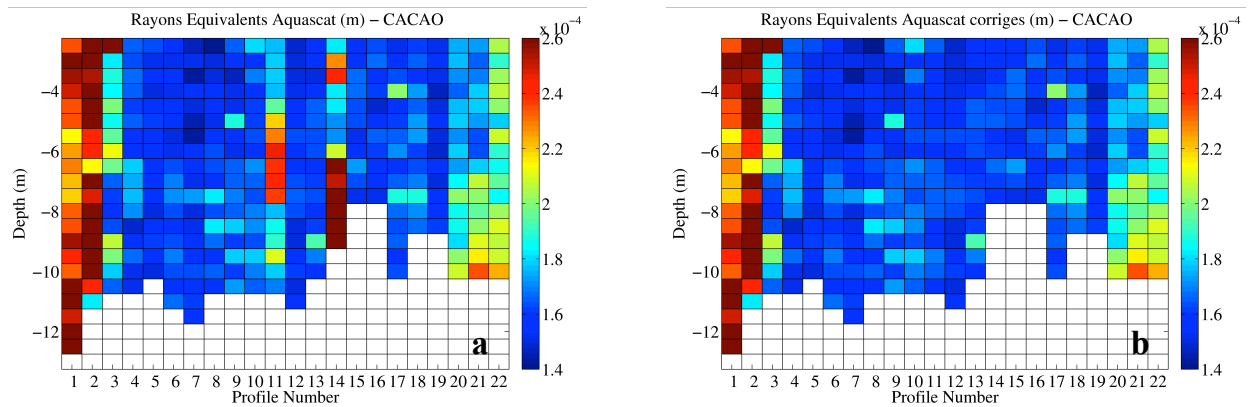 Rayons Equivalents Aquascat (m) – CACAO
x 10⁻⁴
2.6
2.4
2.2
2
1.8
1.6
1.4
−4
−6
−8
−10
−12
Depth (m)
a
1 2 3 4 5 6 7 8 9 10 11 12 13 14 15 16 17 18 19 20 21 22
Profile Number
Rayons Equivalents Aquascat corriges (m) – CACAO
x 10⁻⁴
2.6
2.4
2.2
2
1.8
1.6
1.4
−4
−6
−8
−10
−12
Depth (m)
b
1 2 3 4 5 6 7 8 9 10 11 12 13 14 15 16 17 18 19 20 21 22
Profile Number